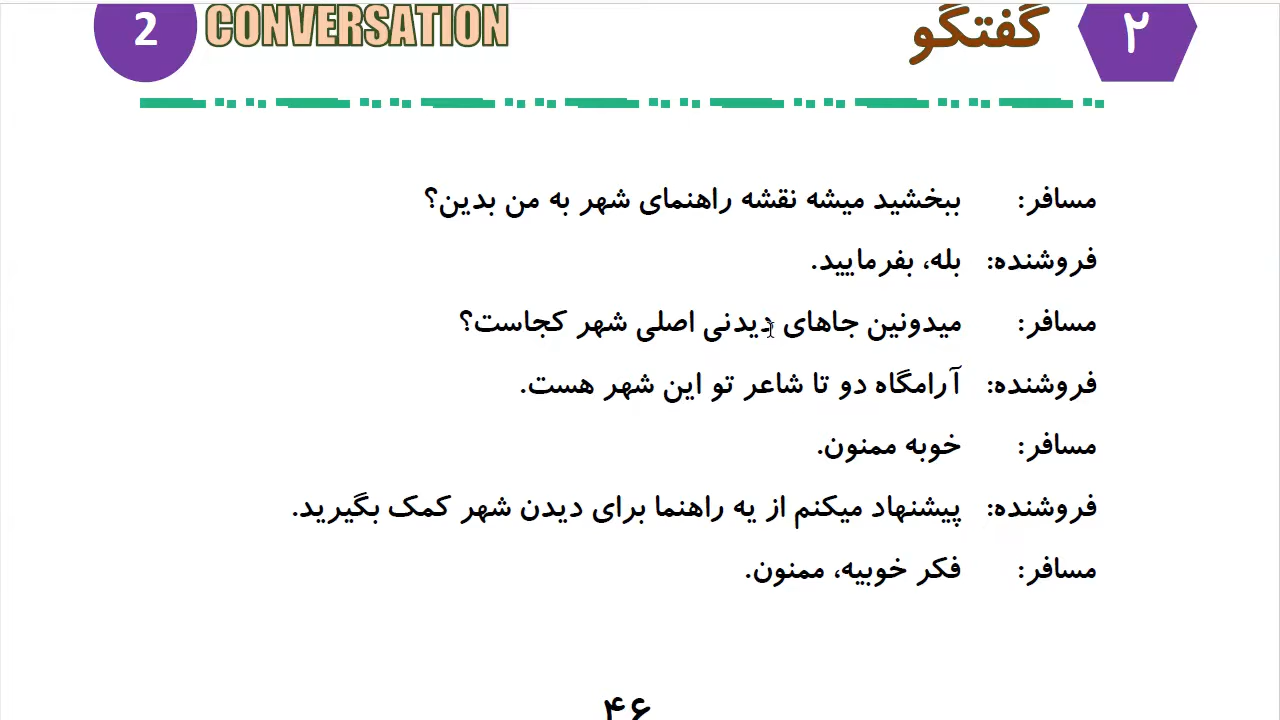 2 CONVERSATION گفتگو ۲
مسافر: ببخشید میشه نقشه راهنمای شهر به من بدین؟
فروشنده: بله، بفرمایید.
مسافر: میدونین جاهای دیدنی اصلی شهر کجاست؟
فروشنده: آرامگاه دو تا شاعر تو این شهر هست.
مسافر: خوبه ممنون.
فروشنده: پیشنهاد میکنم از یه راهنما برای دیدن شهر کمک بگیرید.
مسافر: فکر خوبیه، ممنون.
۴۶